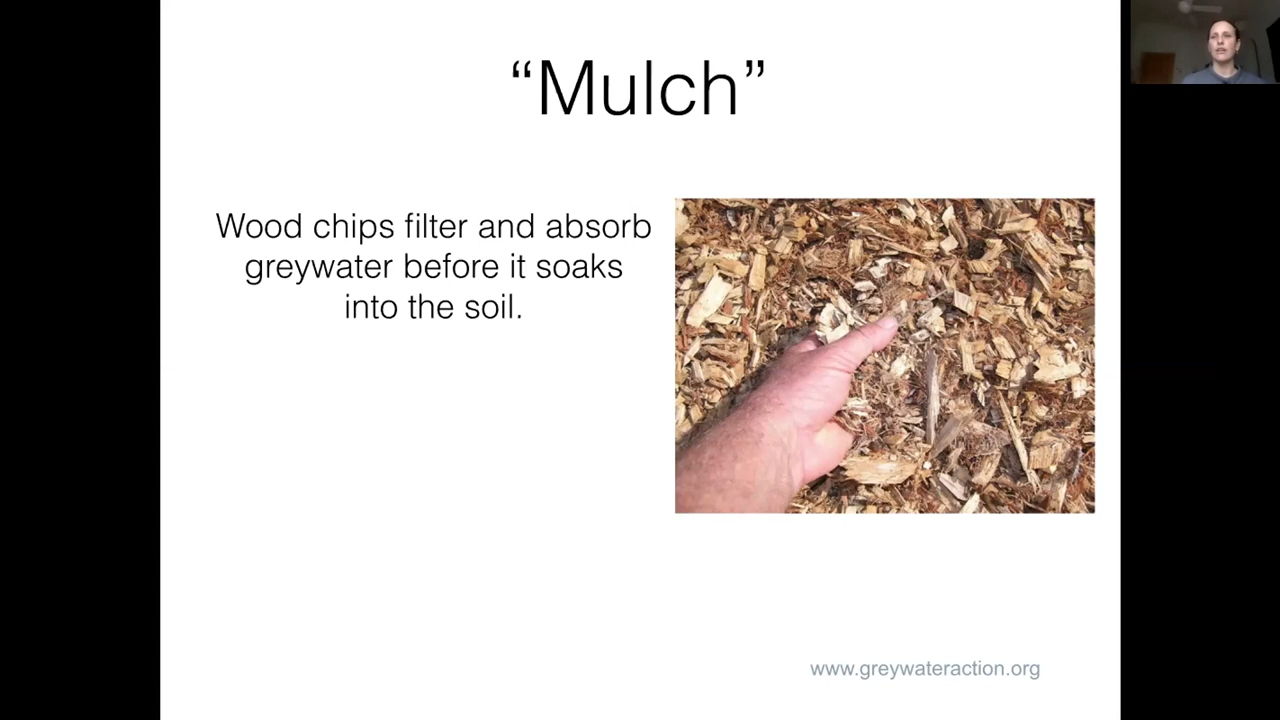 “Mulch”
Wood chips filter and absorb
greywater before it soaks
into the soil.
www.greywateraction.org